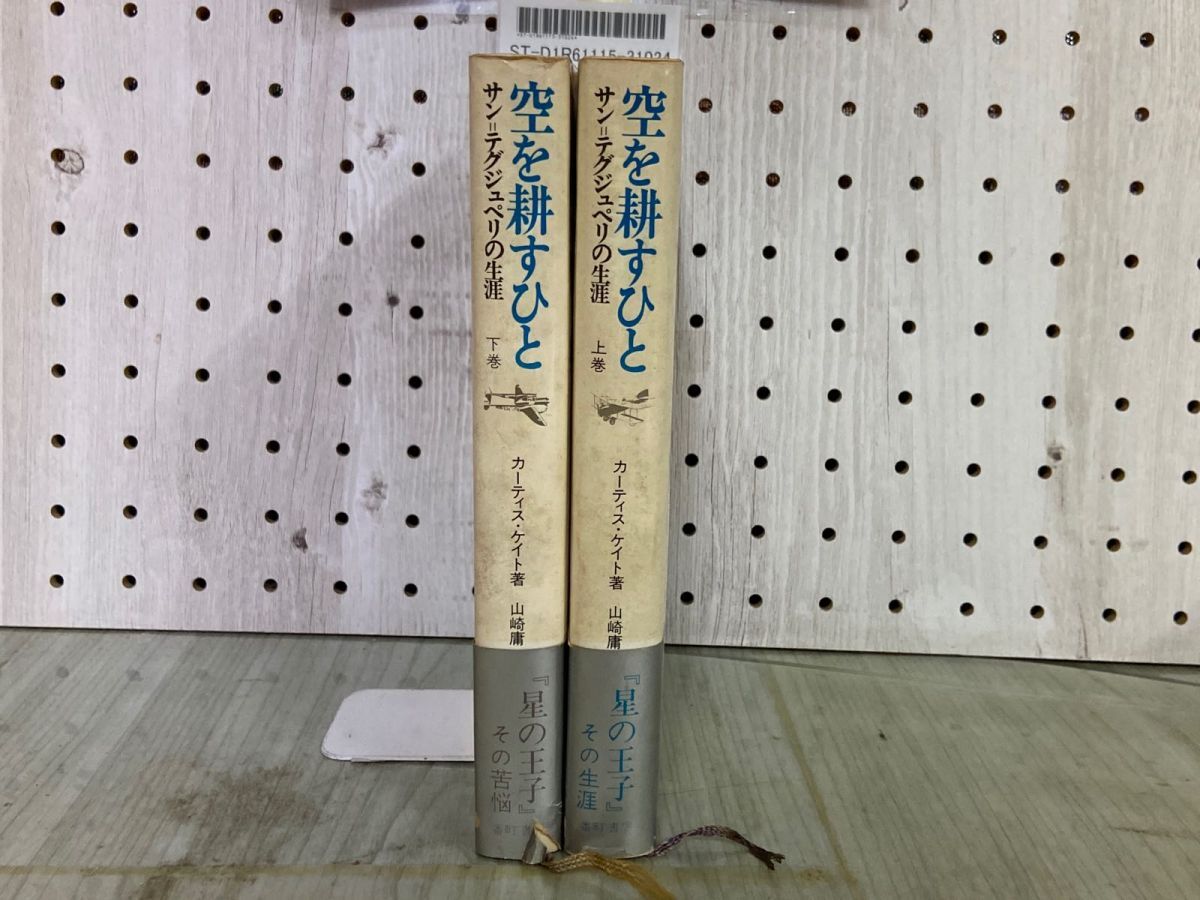 ST-D1R61115-31024
空を耕すひと
サン=テグジュペリの生涯
上巻
カーティス・ケイト著
山崎庸
『星の王子』
その生涯
空を耕すひと
サン=テグジュペリの生涯
下巻
カーティス・ケイト著
山崎庸
『星の王子』
その苦悩